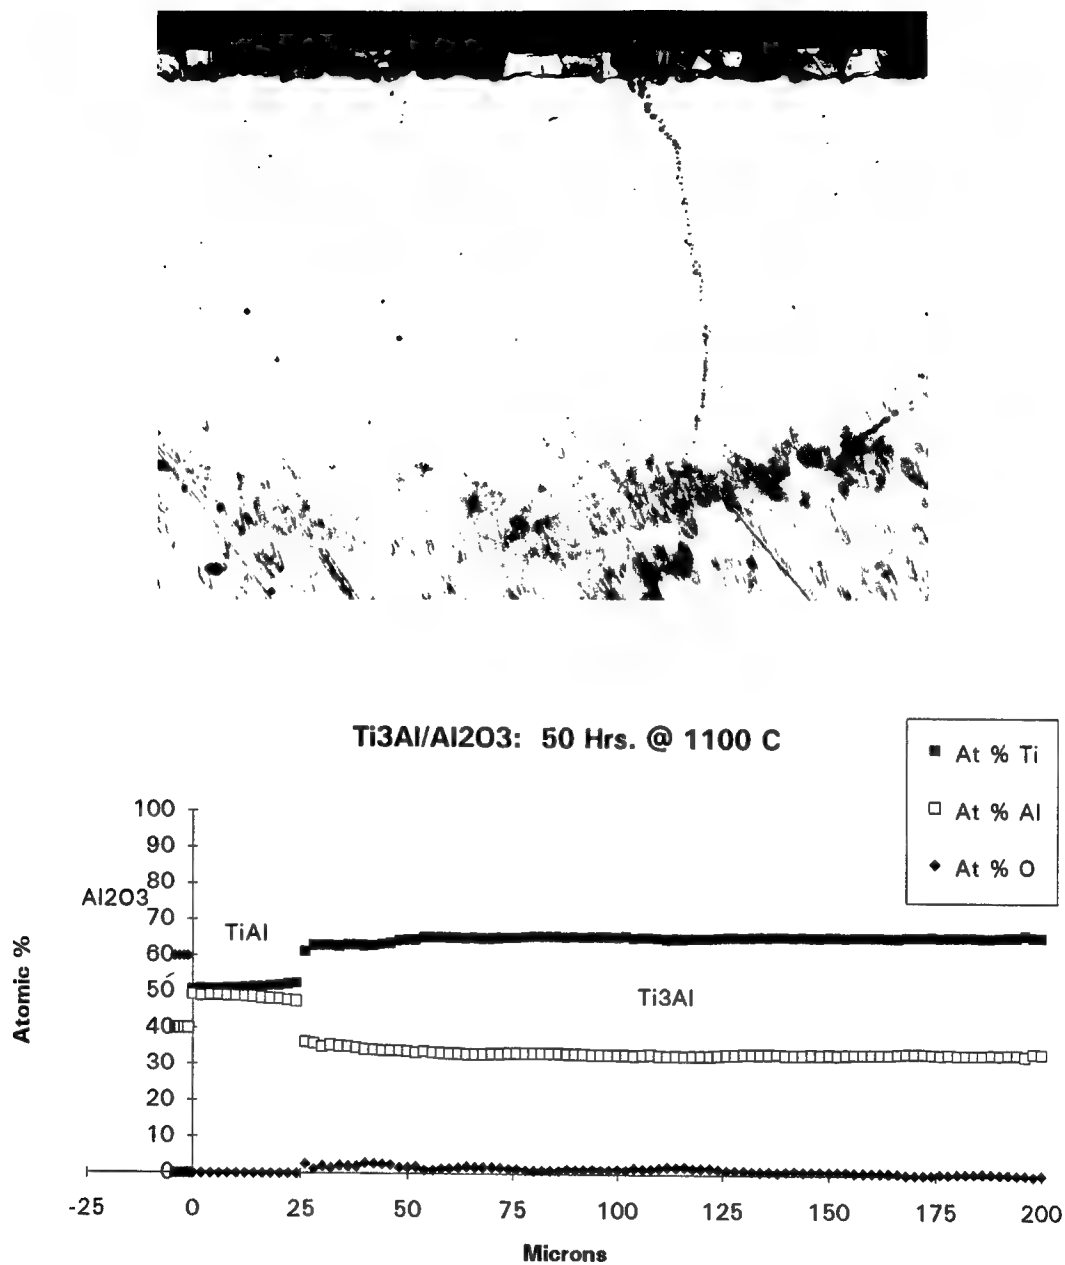 Ti3Al/Al2O3: 50 Hrs. @ 1100 C
At % Ti
At % Al
At % O
100
90
80
Al2O3
70
TiAl
60
50
Ti3Al
40
30
20
10
0
-25 0 25 50 75 100 125 150 175 200
Atomic %
Microns